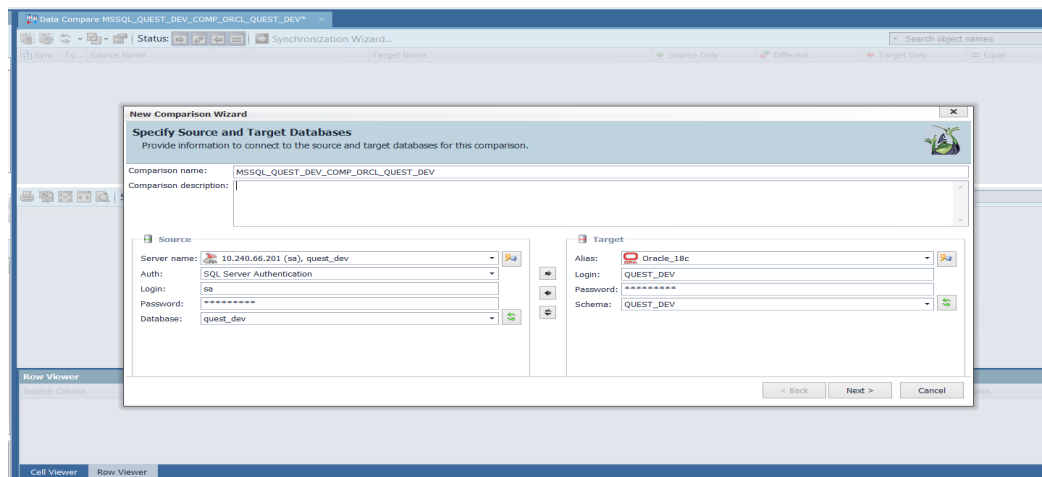 Data Compare MSSQL_QUEST_DEV_COMP_ORCL_QUEST_DEV*
Status: Synchronization Wizard... Search object names
Sync Ty... Source Name Target Name Source Only Different Target Only Equal
New Comparison Wizard
Specify Source and Target Databases
Provide information to connect to the source and target databases for this comparison.
Comparison name: MSSQL_QUEST_DEV_COMP_ORCL_QUEST_DEV
Comparison description:
Source Target
Server name: 10.240.66.201 (sa), quest_dev Alias: Oracle_18c
Auth: SQL Server Authentication Login: QUEST_DEV
Login: sa Password: *********
Password: ********* Schema: QUEST_DEV
Database: quest_dev
Row Viewer
Source Column
< Back Next > Cancel
Cell Viewer Row Viewer